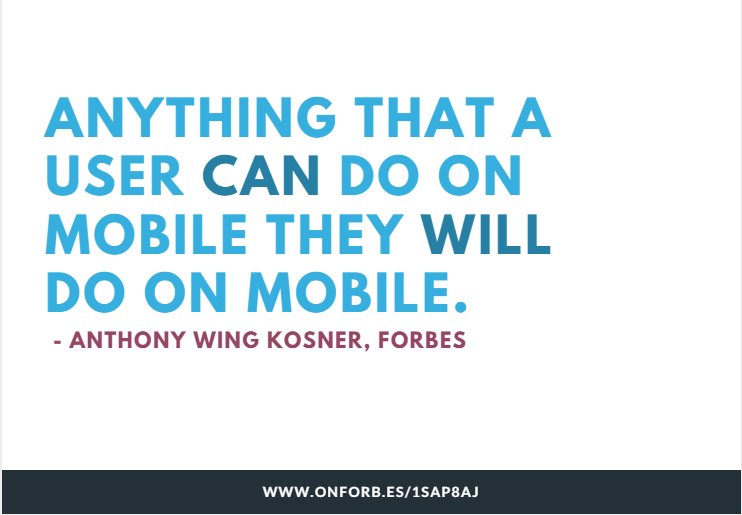 ANYTHING THAT A
USER CAN DO ON
MOBILE THEY WILL
DO ON MOBILE.
- ANTHONY WING KOSNER, FORBES
WWW.ONFORB.ES/1SAP8AJ